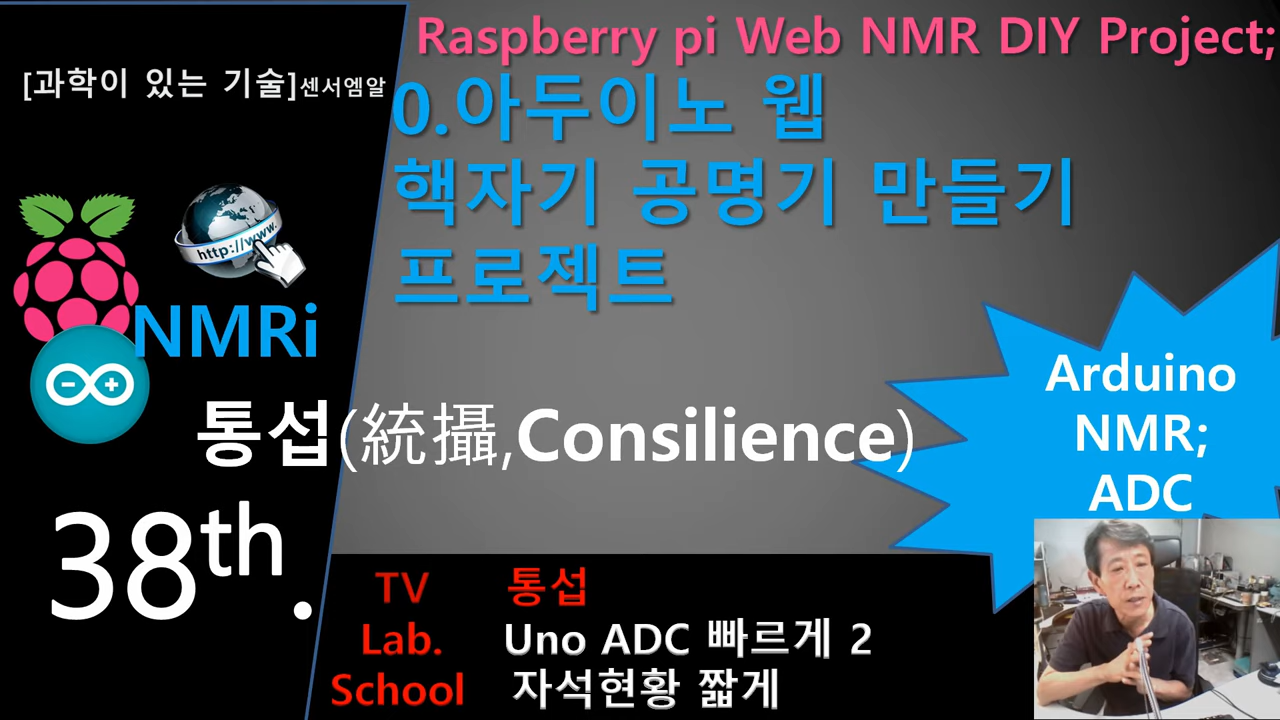 Raspberry pi Web NMR DIY Project;
[과학이 있는 기술]센서엠알
0.아두이노 웹
핵자기 공명기 만들기
프로젝트
http://www.
NMRi
Arduino
NMR;
ADC
통섭(統攝,Consilience)
38th.
TV 통섭
Lab. Uno ADC 빠르게 2
School 자석현황 짧게